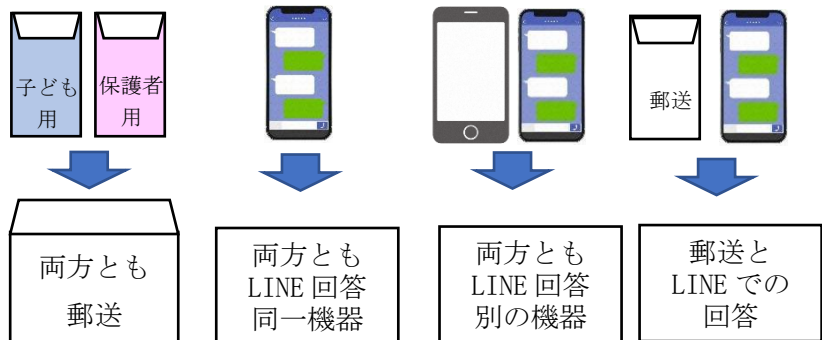 子ども
用
保護者
用
郵送
両方とも
郵送
両方とも
LINE 回答
同一機器
両方とも
LINE 回答
別の機器
郵送と
LINE での
回答